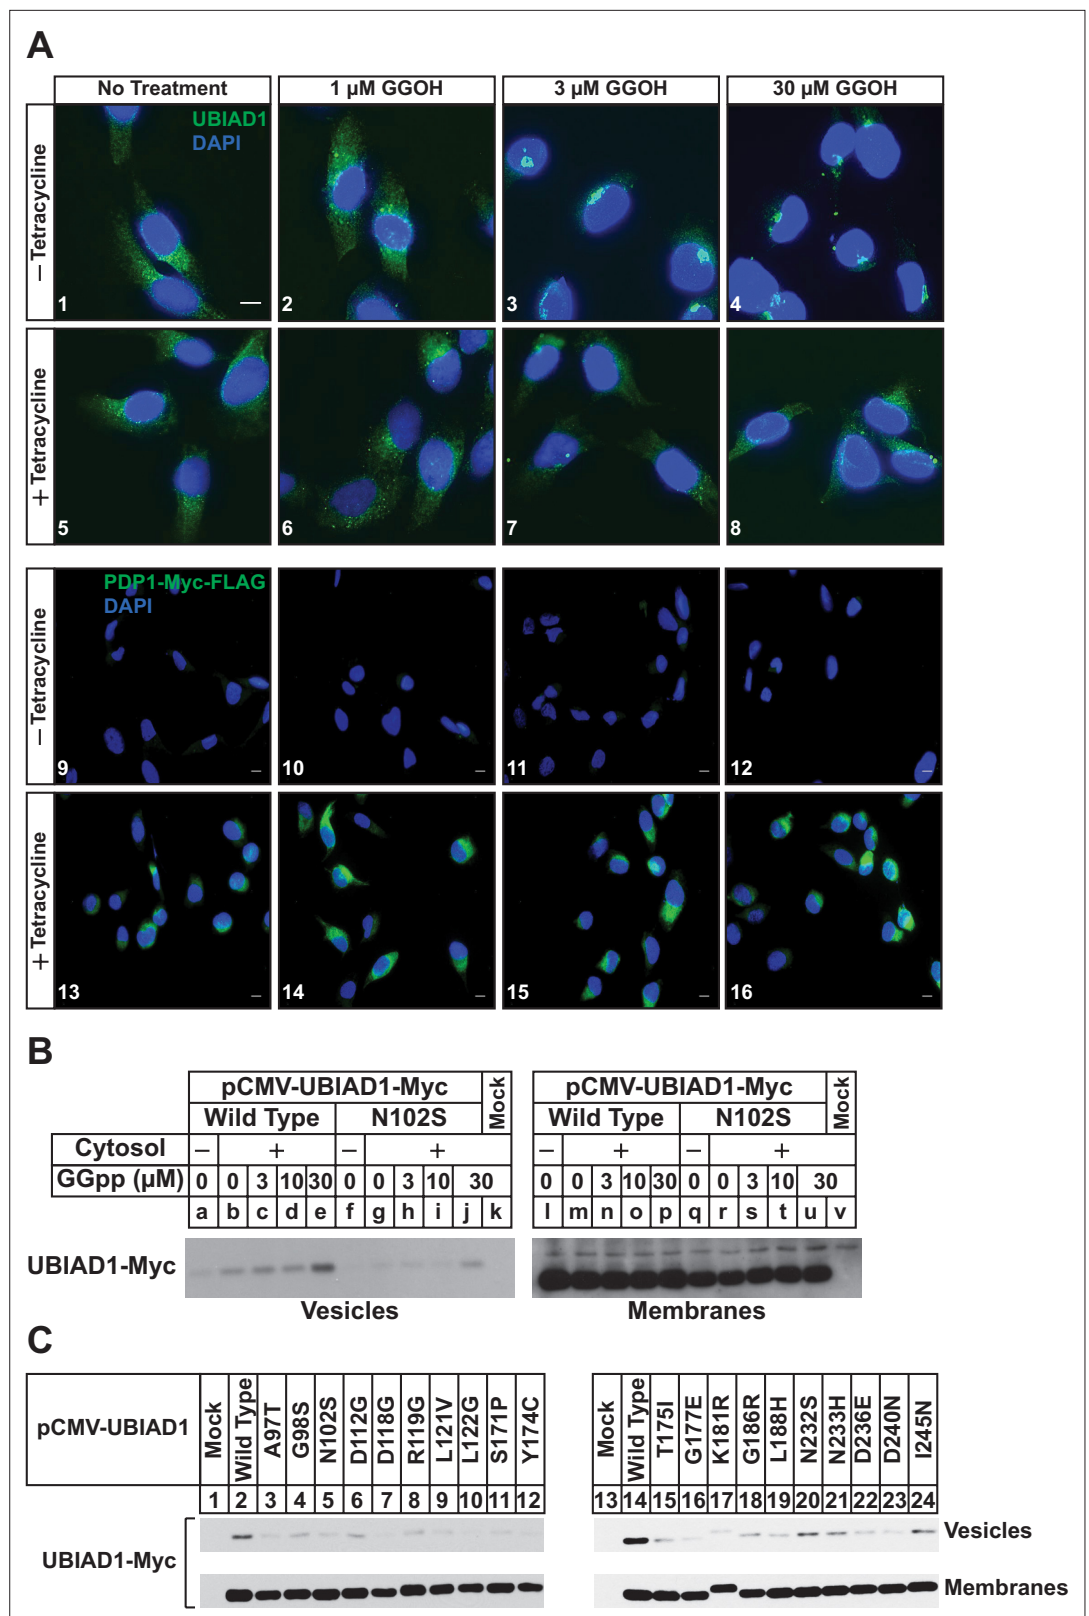 A
No Treatment
1 µM GGOH
3 µM GGOH
30 µM GGOH
− Tetracycline
UBIAD1
DAPI
1
2
3
4
+ Tetracycline
5
6
7
8
− Tetracycline
PDP1-Myc-FLAG
DAPI
9
10
11
12
+ Tetracycline
13
14
15
16
B
pCMV-UBIAD1-Myc Mock pCMV-UBIAD1-Myc Mock
Wild Type N102S Wild Type N102S
Cytosol − + − + − + − +
GGpp (µM) 0 0 3 10 30 0 0 3 10 30 0 0 3 10 30 0 0 3 10 30
a b c d e f g h i j k l m n o p q r s t u v
UBIAD1-Myc
Vesicles Membranes
C
pCMV-UBIAD1 Mock Wild Type A97T G98S N102S D112G D118G R119G L121V L122G S171P Y174C Mock Wild Type T175I G177E K181R G186R L188H N232S N233H D236E D240N I245N
1 2 3 4 5 6 7 8 9 10 11 12 13 14 15 16 17 18 19 20 21 22 23 24
UBIAD1-Myc
Vesicles
Membranes